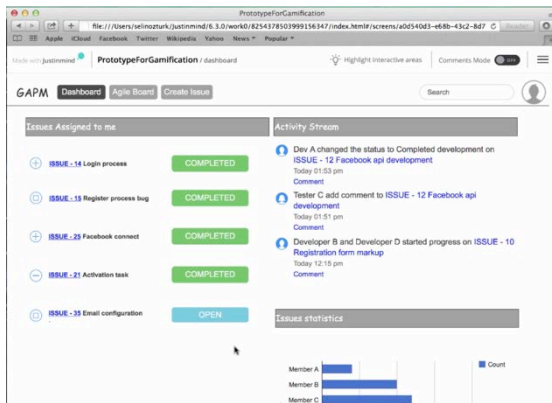 PrototypeForGamification
file:///Users/selinozturk/justinmind/6.3.0/work0/8254378503999156347/index.html#/screens/a0d540d3-e68b-43c2-8d7
Reader
Apple iCloud Facebook Twitter Wikipedia Yahoo News Popular
Made with Justinmind PrototypeForGamification / dashboard Highlight interactive areas Comments Mode OFF
GAPM Dashboard Agile Board Create Issue Search
Issues Assigned to me
ISSUE - 14 Login process COMPLETED
ISSUE - 15 Register process bug COMPLETED
ISSUE - 25 Facebook connect COMPLETED
ISSUE - 21 Activation task COMPLETED
ISSUE - 35 Email configuration OPEN
Activity Stream
Dev A changed the status to Completed development on
ISSUE - 12 Facebook api development
Today 01:53 pm
Comment
Tester C add comment to ISSUE - 12 Facebook api
development
Today 01:51 pm
Comment
Developer B and Developer D started progress on ISSUE - 10
Registration form markup
Today 12:15 pm
Comment
Issues statistics
Count
Member A
Member B
Member C